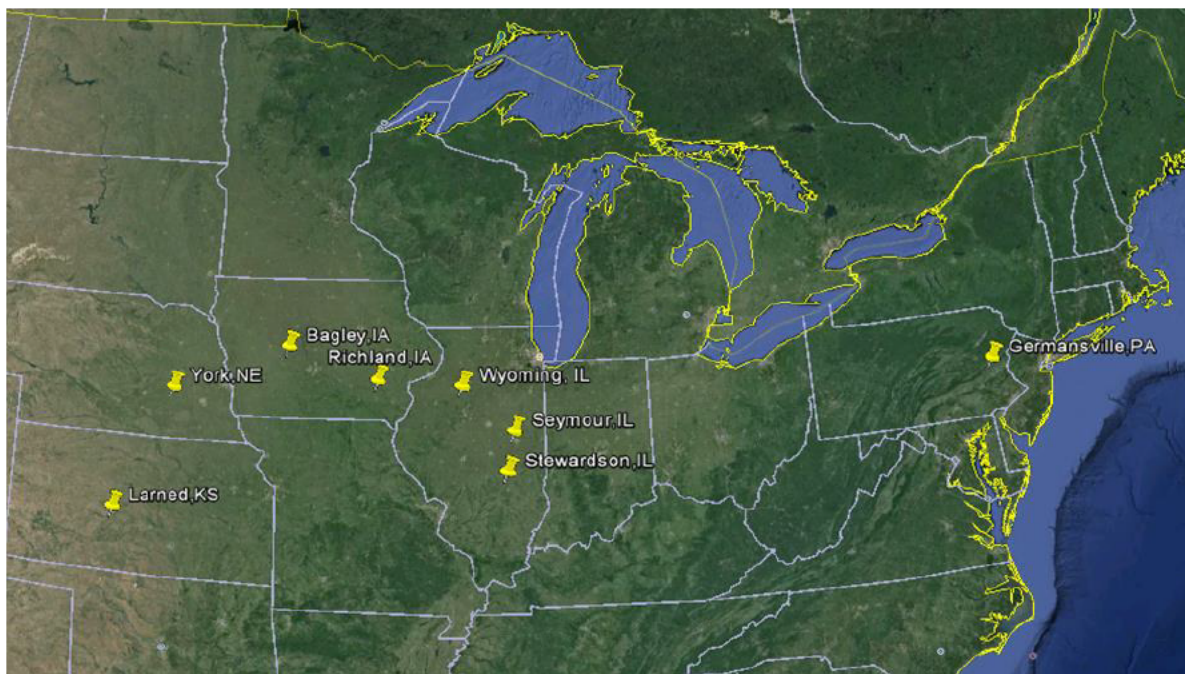 Bagley,IA
Richland,IA
Germansville,PA
York,NE
Wyoming, IL
Seymour,IL
Stewardson,IL
Larned,KS